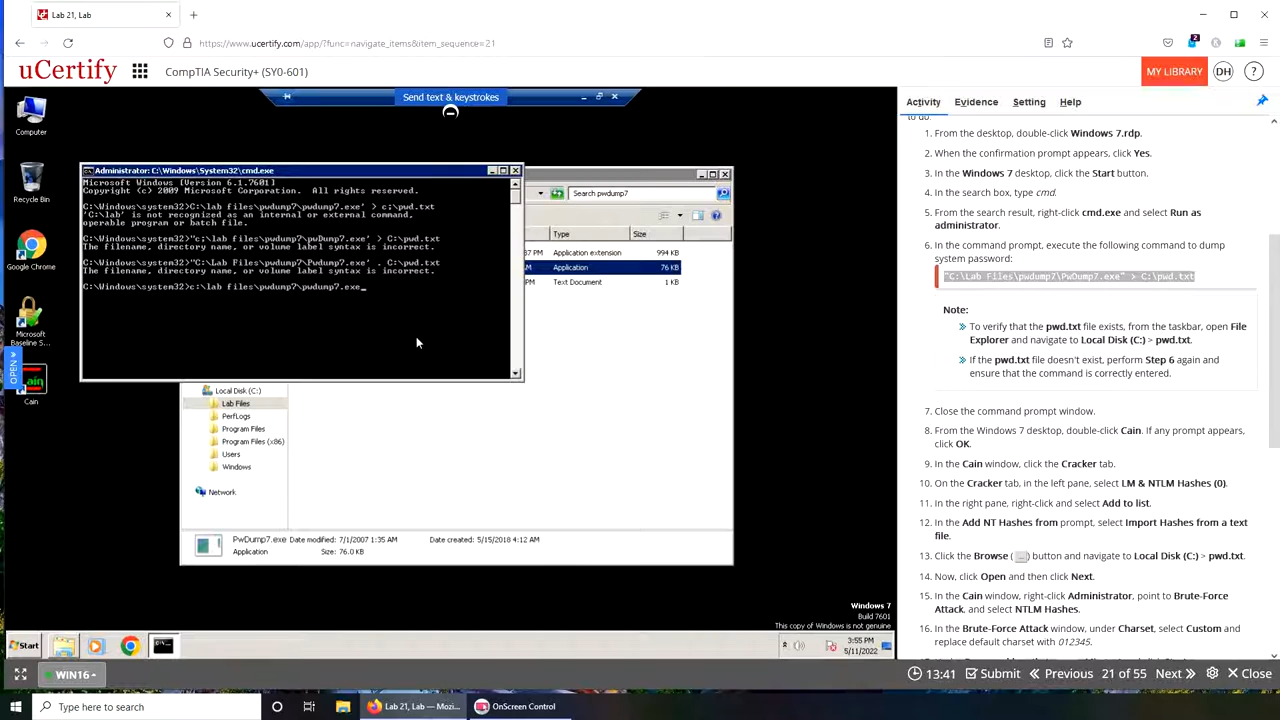 Lab 21, Lab
https://www.ucertify.com/app/?func=navigate_items&item_sequence=21
2
uCertify
CompTIA Security+ (SY0-601)
MY LIBRARY
DH
?
Send text & keystrokes
Activity
Evidence
Setting
Help
to do:
1. From the desktop, double-click Windows 7.rdp.
2. When the confirmation prompt appears, click Yes.
3. In the Windows 7 desktop, click the Start button.
4. In the search box, type cmd.
5. From the search result, right-click cmd.exe and select Run as
administrator.
6. In the command prompt, execute the following command to dump
system password:
"C:\Lab Files\pwdump7\PwDump7.exe" > C:\pwd.txt
Note:
To verify that the pwd.txt file exists, from the taskbar, open File
Explorer and navigate to Local Disk (C:) > pwd.txt.
If the pwd.txt file doesn't exist, perform Step 6 again and
ensure that the command is correctly entered.
7. Close the command prompt window.
8. From the Windows 7 desktop, double-click Cain. If any prompt appears,
click OK.
9. In the Cain window, click the Cracker tab.
10. On the Cracker tab, in the left pane, select LM & NTLM Hashes (0).
11. In the right pane, right-click and select Add to list.
12. In the Add NT Hashes from prompt, select Import Hashes from a text
file.
13. Click the Browse (...) button and navigate to Local Disk (C:) > pwd.txt.
14. Now, click Open and then click Next.
15. In the Cain window, right-click Administrator, point to Brute-Force
Attack, and select NTLM Hashes.
16. In the Brute-Force Attack window, under Charset, select Custom and
replace default charset with 012345.
Computer
Recycle Bin
Google Chrome
Microsoft
Baseline S...
OPEN
Cain
Administrator: C:\Windows\System32\cmd.exe
Microsoft Windows [Version 6.1.7601]
Copyright (c) 2009 Microsoft Corporation.  All rights reserved.
C:\Windows\system32>C:\lab files\pwdump7\pwdump7.exe' > c;\pwd.txt
'C:\lab' is not recognized as an internal or external command,
operable program or batch file.
C:\Windows\system32>"c:\lab files\pwdump7\pwDump7.exe' > C:\pwd.txt
The filename, directory name, or volume label syntax is incorrect.
C:\Windows\system32>"C:\Lab Files\pwdump7\Pwdump7.exe' . C:\pwd.txt
The filename, directory name, or volume label syntax is incorrect.
C:\Windows\system32>c:\lab files\pwdump7\pwdump7.exe_
Search pwdump7
Type
Size
37 PM
Application extension
994 KB
AM
Application
76 KB
PM
Text Document
1 KB
Local Disk (C:)
Lab Files
PerfLogs
Program Files
Program Files (x86)
Users
Windows
Network
PwDump7.exe Date modified: 7/1/2007 1:35 AM
Date created: 5/15/2018 4:12 AM
Application
Size: 76.0 KB
Windows 7
Build 7601
This copy of Windows is not genuine
Start
3:55 PM
5/11/2022
WIN16
13:41
Submit
Previous
21 of 55
Next
Close
Type here to search
Lab 21, Lab — Mozi...
OnScreen Control